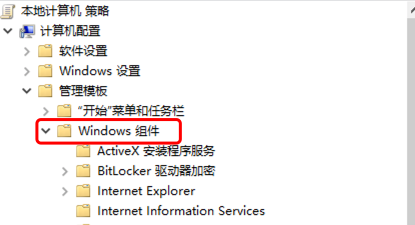 本地计算机 策略
计算机配置
软件设置
Windows 设置
管理模板
“开始”菜单和任务栏
Windows 组件
ActiveX 安装程序服务
BitLocker 驱动器加密
Internet Explorer
Internet Information Services